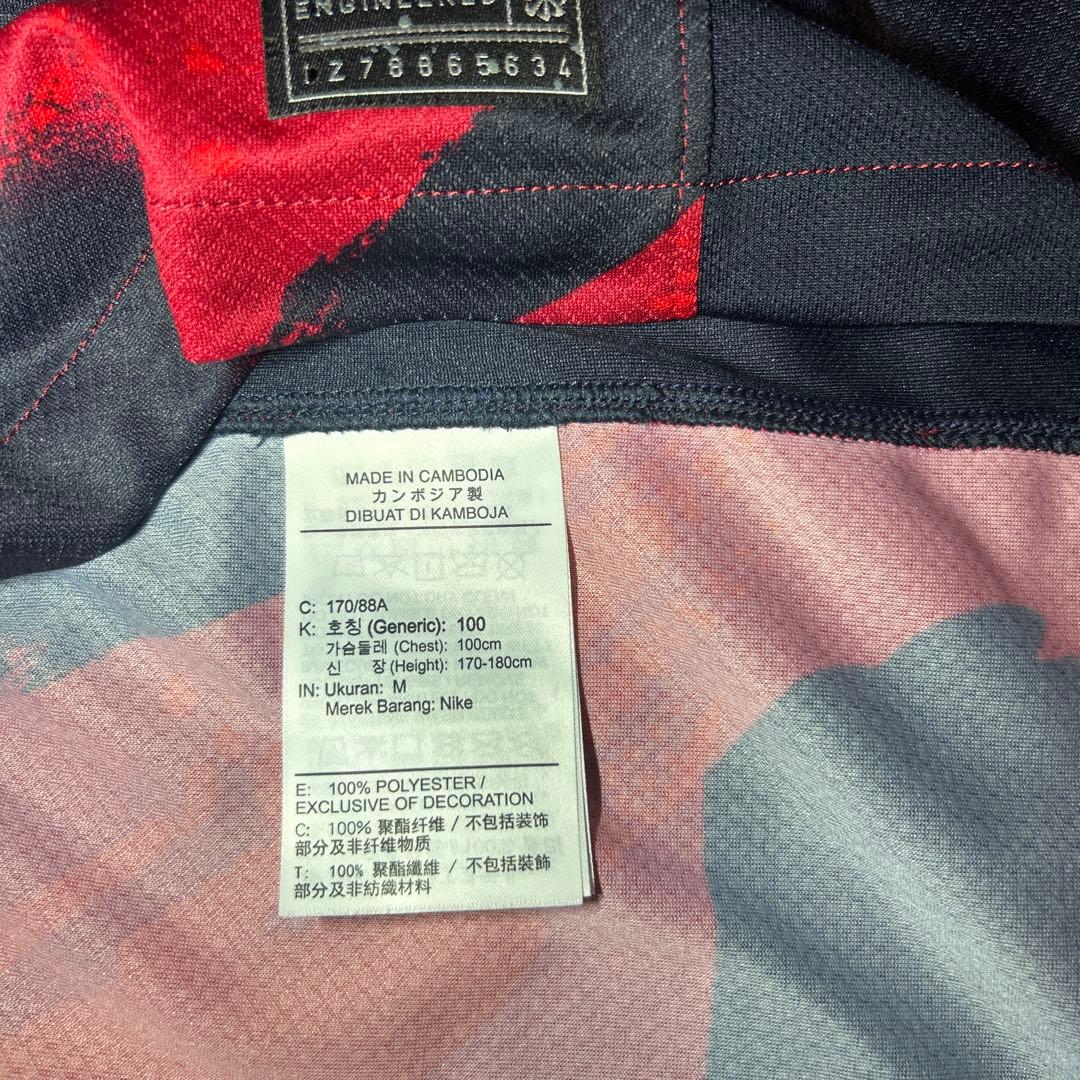 ENGINEERED
1Z78865634
MADE IN CAMBODIA
カンボジア製
DIBUAT DI KAMBOJA
C: 170/88A
K: 호칭 (Generic): 100
가슴둘레 (Chest): 100cm
신 장 (Height): 170-180cm
IN: Ukuran: M
Merek Barang: Nike
E: 100% POLYESTER /
EXCLUSIVE OF DECORATION
C: 100% 聚酯纤维 / 不包括装饰
部分及非纤维物质
T: 100% 聚酯纖維 / 不包括裝飾
部分及非紡織材料